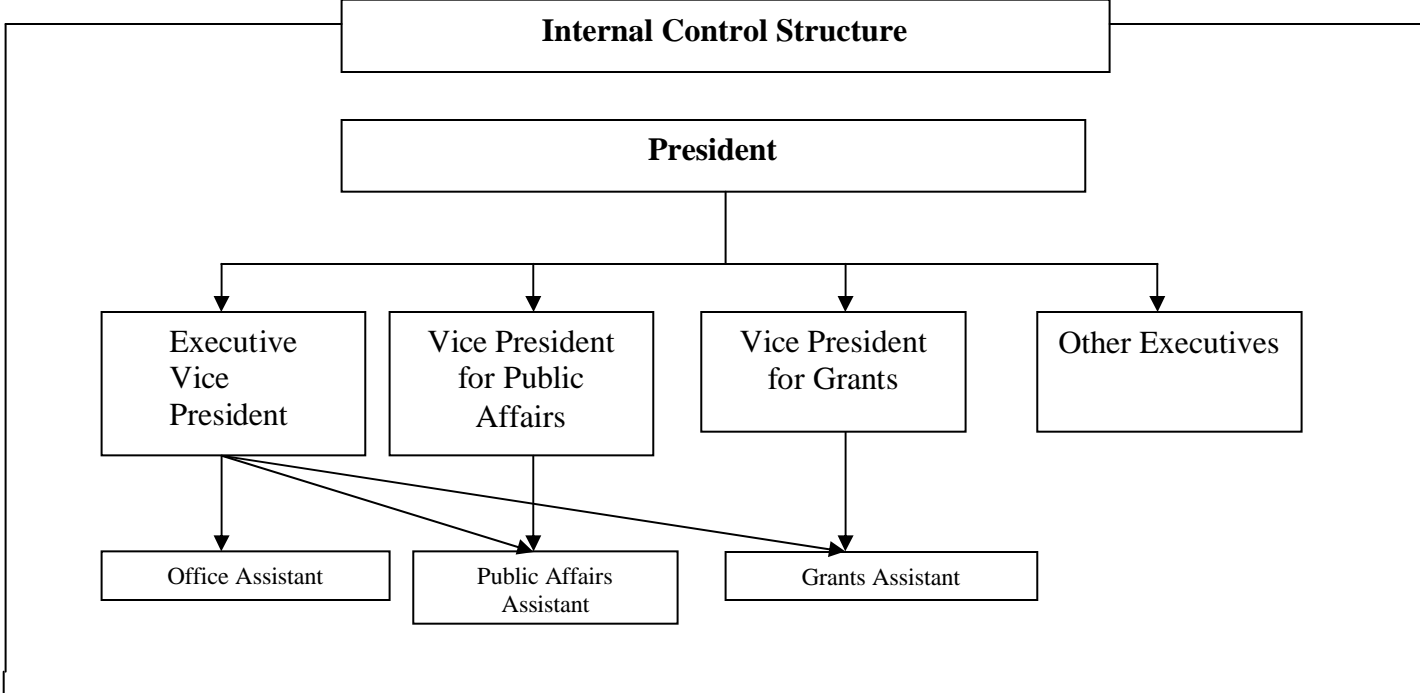 Internal Control Structure
President
Executive
Vice
President
Vice President
for Public
Affairs
Vice President
for Grants
Other Executives
Office Assistant
Public Affairs
Assistant
Grants Assistant